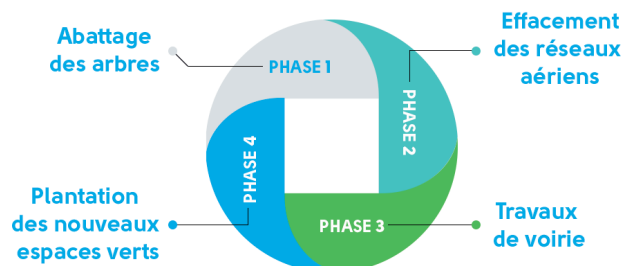 Abattage
des arbres
PHASE 1
Effacement
des réseaux
aériens
PHASE 2
Travaux
de voirie
PHASE 3
Plantation
des nouveaux
espaces verts
PHASE 4